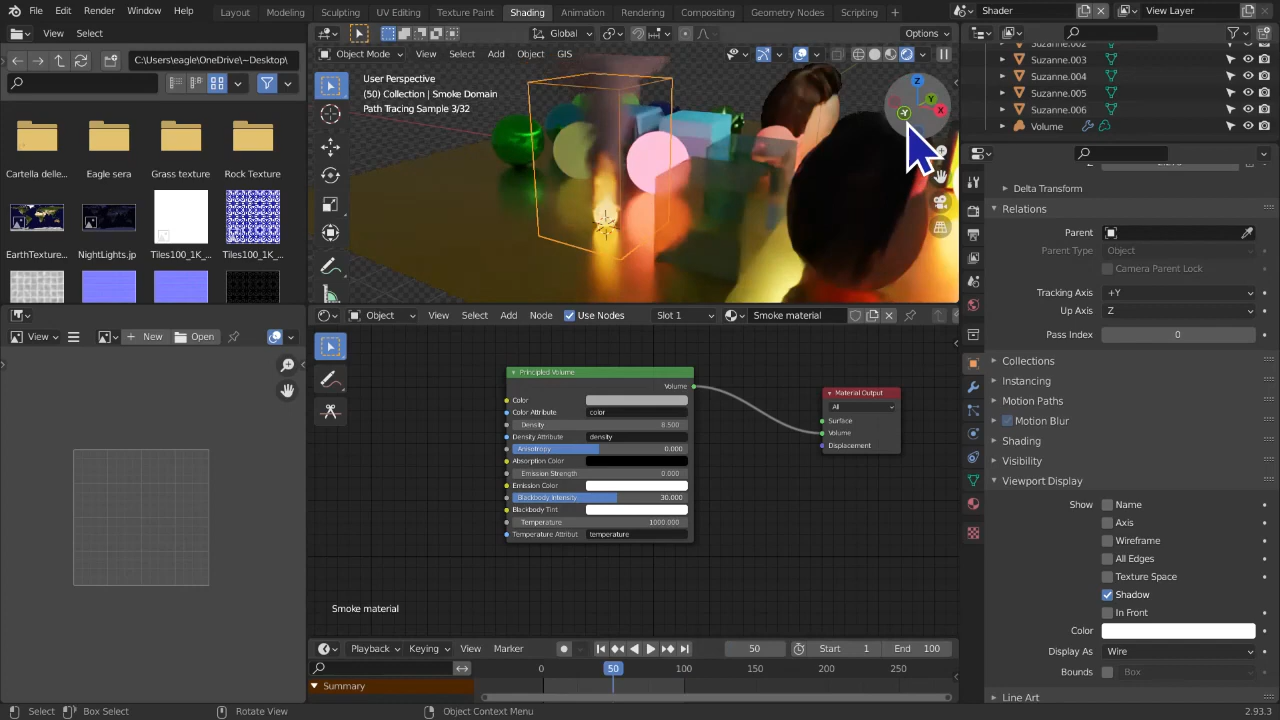 File Edit Render Window Help Layout Modeling Sculpting UV Editing Texture Paint Shading Animation Rendering Compositing Geometry Nodes Scripting Shader View Layer
View Select Global Options
C:\Users\eagle\OneDrive\~Desktop\
Object Mode View Select Add Object GIS
User Perspective
(50) Collection | Smoke Domain
Path Tracing Sample 3/32
Z
Y
X
-Y
Cartella delle... Eagle sera Grass texture Rock Texture
EarthTexture... NightLights.jp Tiles100_1K_... Tiles100_1K_...
Suzanne.002
Suzanne.003
Suzanne.004
Suzanne.005
Suzanne.006
Volume
Delta Transform
Relations
Parent
Parent Type Object
Camera Parent Lock
Tracking Axis +Y
Up Axis Z
Pass Index 0
Collections
Instancing
Motion Paths
Motion Blur
Shading
Visibility
Viewport Display
Show Name
Axis
Wireframe
All Edges
Texture Space
Shadow
In Front
Color
Display As Wire
Bounds Box
Line Art
View New Open
Object View Select Add Node Use Nodes Slot 1 Smoke material
Principled Volume
Volume
Color
Color Attribute color
Density 8.500
Density Attribute density
Anisotropy 0.000
Absorption Color
Emission Strength 0.000
Emission Color
Blackbody Intensity 30.000
Blackbody Tint
Temperature 1000.000
Temperature Attribut temperature
Material Output
All
Surface
Volume
Displacement
Smoke material
Playback Keying View Marker 50 Start 1 End 100
0 50 100 150 200 250
Summary
Select Box Select Rotate View Object Context Menu 2.93.3